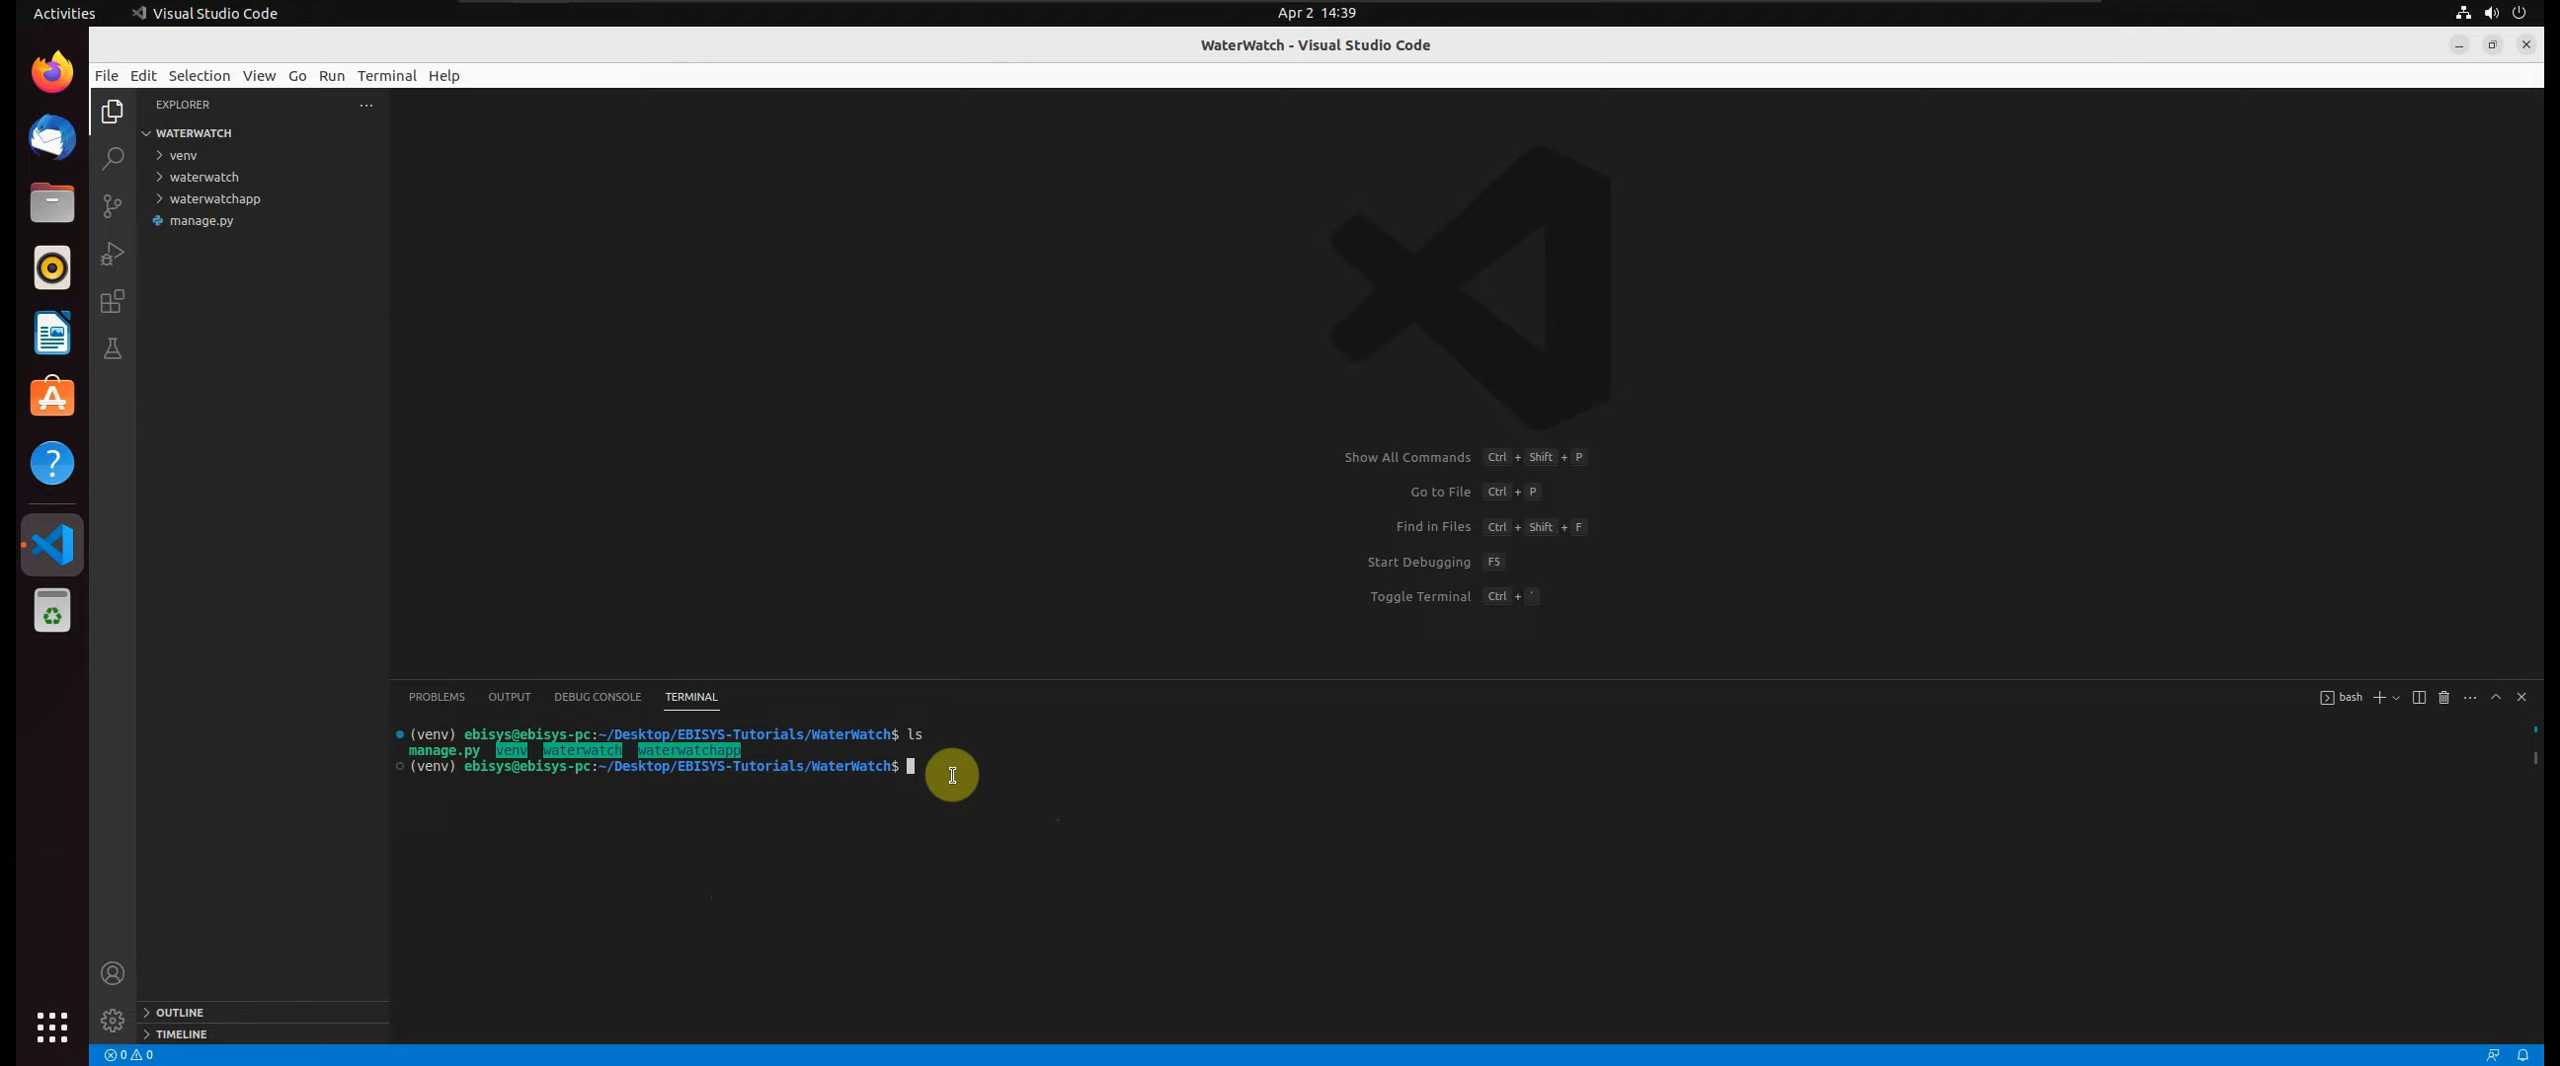 Activities Visual Studio Code Apr 2 14:39
WaterWatch - Visual Studio Code
File Edit Selection View Go Run Terminal Help
EXPLORER
WATERWATCH
venv
waterwatch
waterwatchapp
manage.py
Show All Commands Ctrl + Shift + P
Go to File Ctrl + P
Find in Files Ctrl + Shift + F
Start Debugging F5
Toggle Terminal Ctrl + `
PROBLEMS OUTPUT DEBUG CONSOLE TERMINAL
bash
(venv) ebisys@ebisys-pc:~/Desktop/EBISYS-Tutorials/WaterWatch$ ls
manage.py venv waterwatch waterwatchapp
(venv) ebisys@ebisys-pc:~/Desktop/EBISYS-Tutorials/WaterWatch$
OUTLINE
TIMELINE
0 0